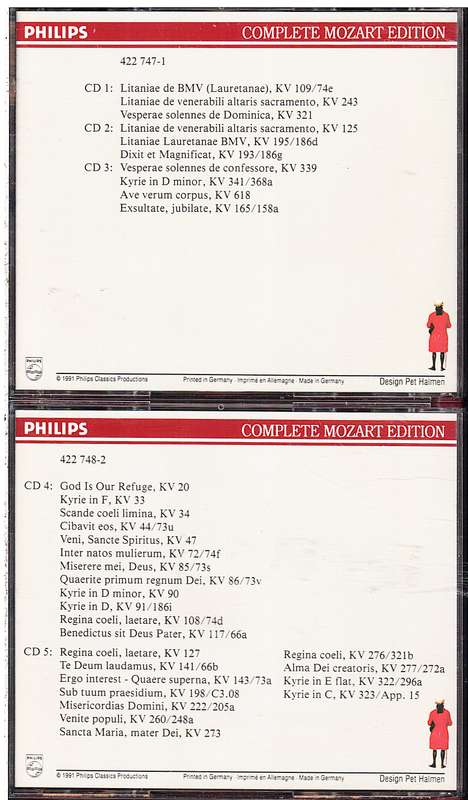 PHILIPS COMPLETE MOZART EDITION
422 747-1
CD 1: Litaniae de BMV (Lauretanae), KV 109/74e
Litaniae de venerabili altaris sacramento, KV 243
Vesperae solennes de Dominica, KV 321
CD 2: Litaniae de venerabili altaris sacramento, KV 125
Litaniae Lauretanae BMV, KV 195/186d
Dixit et Magnificat, KV 193/186g
CD 3: Vesperae solennes de confessore, KV 339
Kyrie in D minor, KV 341/368a
Ave verum corpus, KV 618
Exsultate, jubilate, KV 165/158a
PHILIPS
© 1991 Philips Classics Productions Printed in Germany · Imprimé en Allemagne · Made in Germany Design Pet Halmen
PHILIPS COMPLETE MOZART EDITION
422 748-2
CD 4: God Is Our Refuge, KV 20
Kyrie in F, KV 33
Scande coeli limina, KV 34
Cibavit eos, KV 44/73u
Veni, Sancte Spiritus, KV 47
Inter natos mulierum, KV 72/74f
Miserere mei, Deus, KV 85/73s
Quaerite primum regnum Dei, KV 86/73v
Kyrie in D minor, KV 90
Kyrie in D, KV 91/186i
Regina coeli, laetare, KV 108/74d
Benedictus sit Deus Pater, KV 117/66a
CD 5: Regina coeli, laetare, KV 127
Te Deum laudamus, KV 141/66b
Ergo interest - Quaere superna, KV 143/73a
Sub tuum praesidium, KV 198/C3.08
Misericordias Domini, KV 222/205a
Venite populi, KV 260/248a
Sancta Maria, mater Dei, KV 273
Regina coeli, KV 276/321b
Alma Dei creatoris, KV 277/272a
Kyrie in E flat, KV 322/296a
Kyrie in C, KV 323/App. 15
PHILIPS
© 1991 Philips Classics Productions Printed in Germany · Imprimé en Allemagne · Made in Germany Design Pet Halmen